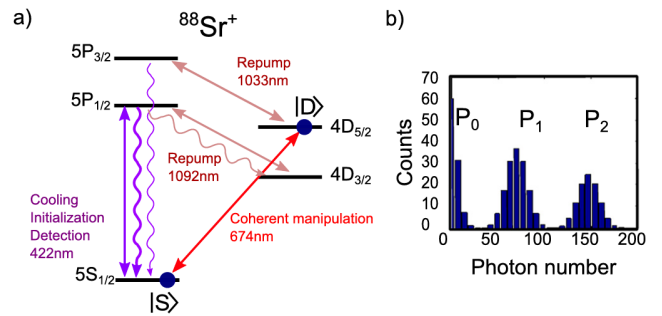 a)
⁸⁸Sr⁺
5P₃/₂
Repump
1033nm
5P₁/₂
|D⟩
4D₅/₂
Repump
1092nm
4D₃/₂
Cooling
Initialization
Detection
422nm
Coherent manipulation
674nm
5S₁/₂
|S⟩
b)
70
60
50
40
30
20
10
0
Counts
P₀
P₁
P₂
0 50 100 150 200
Photon number